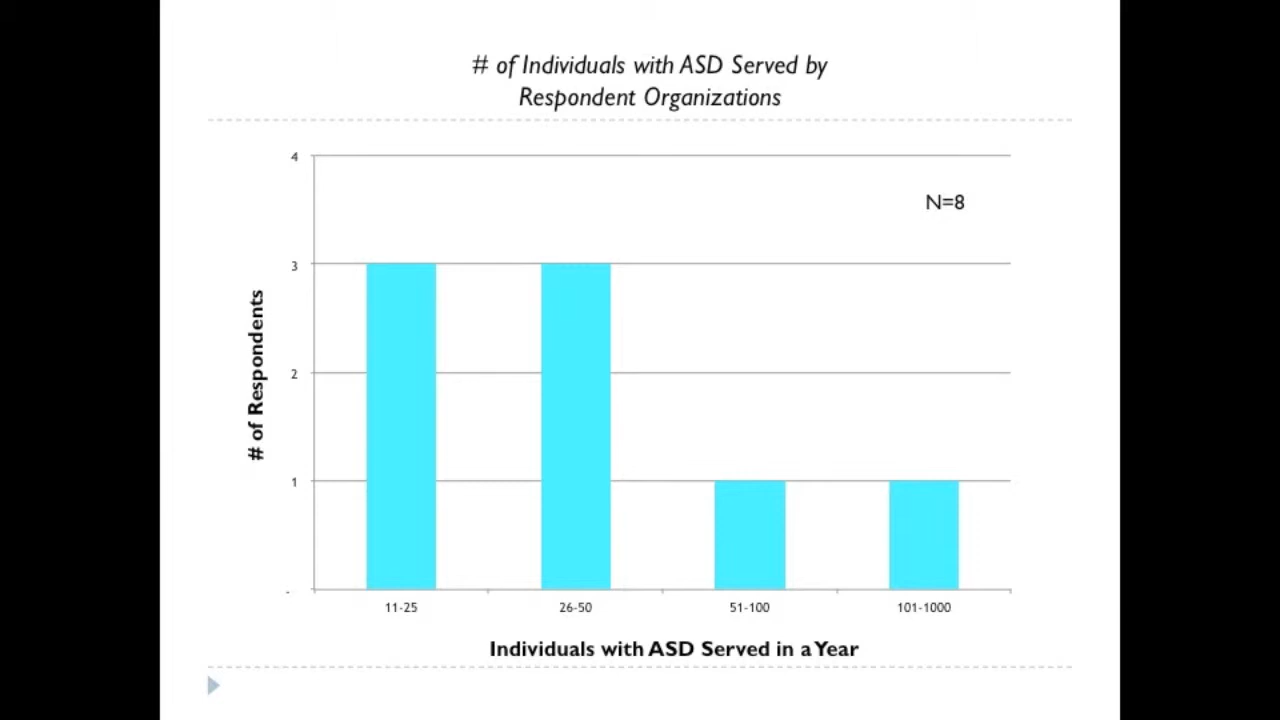 # of Individuals with ASD Served by
Respondent Organizations
4
N=8
3
# of Respondents
2
1
-
11-25 26-50 51-100 101-1000
Individuals with ASD Served in a Year